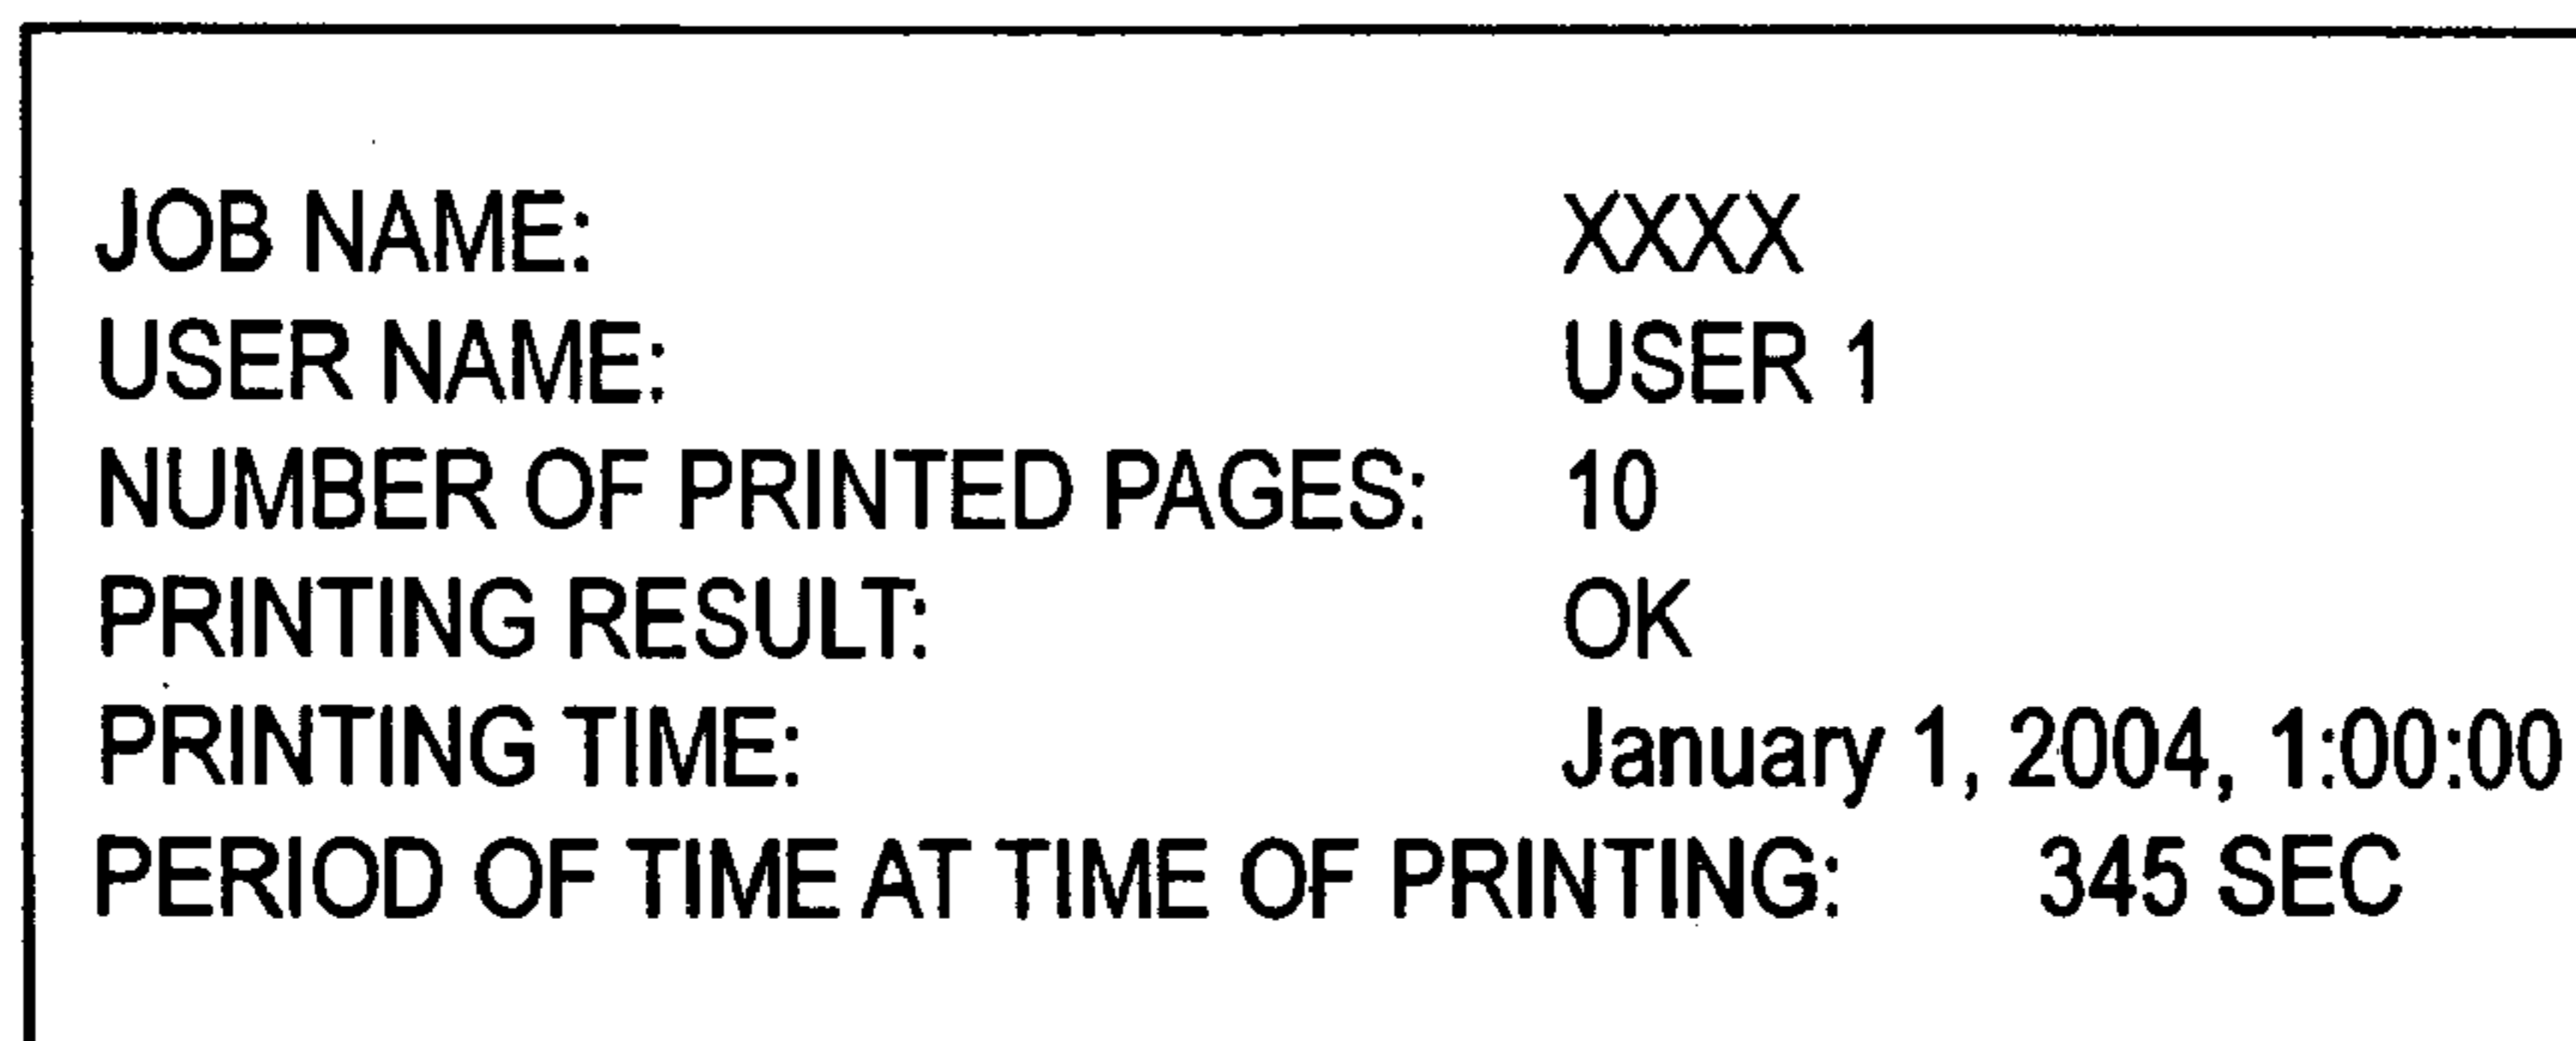 JOB NAME: XXXX
USER NAME: USER 1
NUMBER OF PRINTED PAGES: 10
PRINTING RESULT: OK
PRINTING TIME: January 1, 2004, 1:00:00
PERIOD OF TIME AT TIME OF PRINTING: 345 SEC